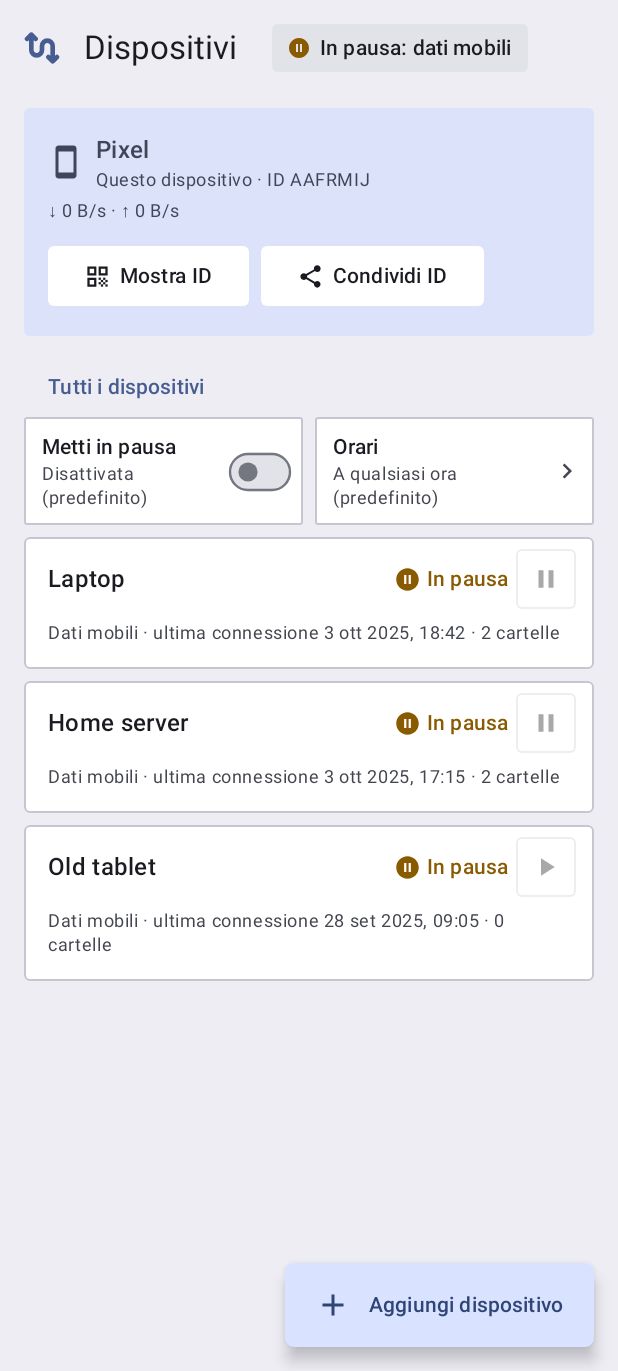 Dispositivi
In pausa: dati mobili
Pixel
Questo dispositivo · ID AAFRMIJ
↓ 0 B/s · ↑ 0 B/s
Mostra ID
Condividi ID
Tutti i dispositivi
Metti in pausa
Disattivata
(predefinito)
Orari
A qualsiasi ora
(predefinito)
Laptop
In pausa
Dati mobili · ultima connessione 3 ott 2025, 18:42 · 2 cartelle
Home server
In pausa
Dati mobili · ultima connessione 3 ott 2025, 17:15 · 2 cartelle
Old tablet
In pausa
Dati mobili · ultima connessione 28 set 2025, 09:05 · 0
cartelle
Aggiungi dispositivo